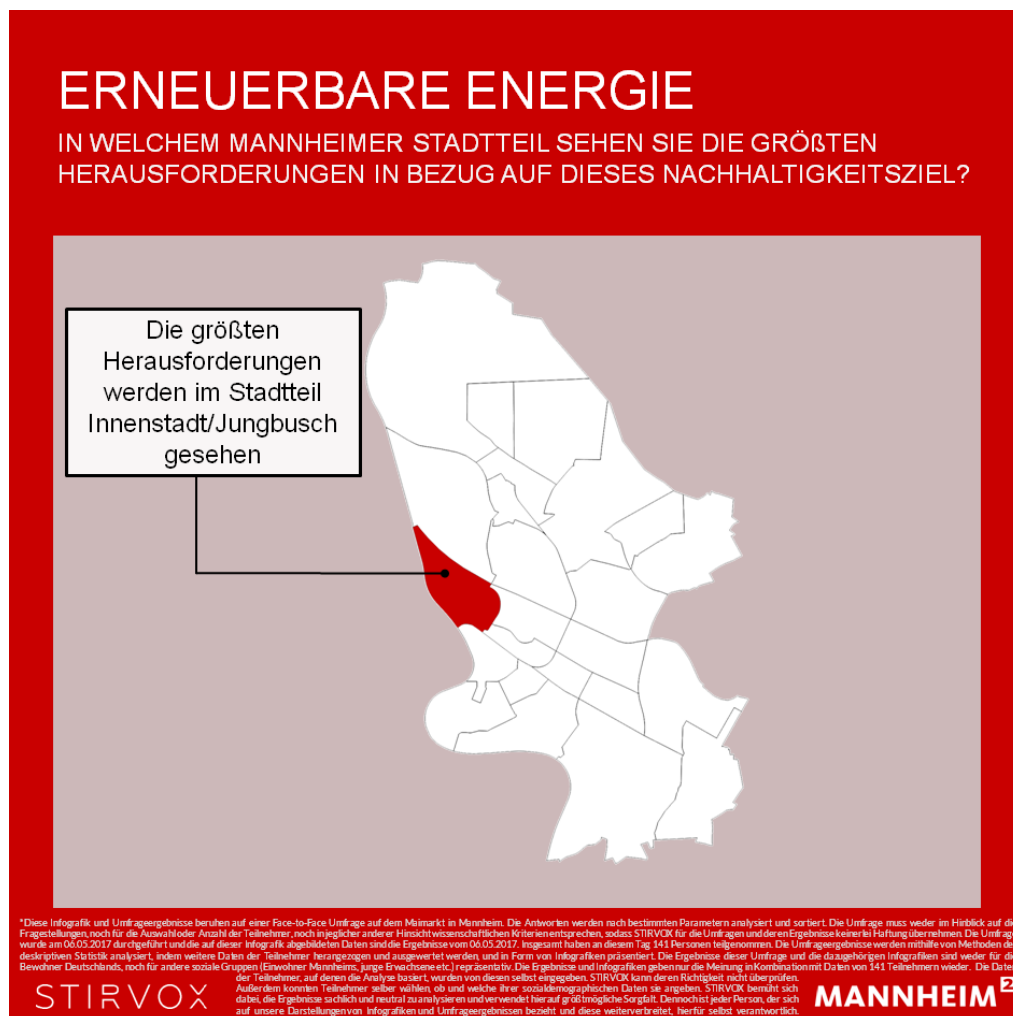 ERNEUERBARE ENERGIE
IN WELCHEM MANNHEIMER STADTTEIL SEHEN SIE DIE GRÖßTEN
HERAUSFORDERUNGEN IN BEZUG AUF DIESES NACHHALTIGKEITSZIEL?
Die größten
Herausforderungen
werden im Stadtteil
Innenstadt/Jungbusch
gesehen
*Diese Infografik und Umfrageergebnisse beruhen auf einer Face-to-Face Umfrage auf dem Maimarkt in Mannheim. Die Antworten werden nach bestimmten Parametern analysiert und sortiert. Die Umfrage muss weder im Hinblick auf di
Fragestellungen, noch für die Auswahl oder Anzahl der Teilnehmer, noch in jeglicher anderer Hinsicht wissenschaftlichen Kriterien entsprechen, sodass STIRVOX für die Umfragen und deren Ergebnisse keinerlei Haftung übernehmen. Die Umfrag
wurde am 06.05.2017 durchgeführt und die auf dieser Infografik abgebildeten Daten sind die Ergebnisse vom 06.05.2017. Insgesamt haben an diesem Tag 141 Personen teilgenommen. Die Umfrageergebnisse werden mithilfe von Methoden de
deskriptiven Statistik analysiert, indem weitere Daten der Teilnehmer herangezogen und ausgewertet werden, und in Form von Infografiken präsentiert. Die Ergebnisse dieser Umfrage und die dazugehörigen Infografiken sind weder für di
Bewohner Deutschlands, noch für andere soziale Gruppen (Einwohner Mannheims, junge Erwachsene etc.) repräsentativ. Die Ergebnisse und Infografiken geben nur die Meinung in Kombination mit Daten von 141 Teilnehmern wieder. Die Date
der Teilnehmer, auf denen die Analyse basiert, wurden von diesen selbst eingegeben. STIRVOX kann deren Richtigkeit nicht überprüfen.
Außerdem konnten Teilnehmer selber wählen, ob und welche ihrer sozialdemographischen Daten sie angeben. STIRVOX bemüht sich
dabei, die Ergebnisse sachlich und neutral zu analysieren und verwendet hierauf größtmögliche Sorgfalt. Dennoch ist jeder Person, der sich
auf unsere Darstellungen von Infografiken und Umfrageergebnissen bezieht und diese weiterverbreitet, hierfür selbst verantwortlich.
STIRVOX
MANNHEIM²